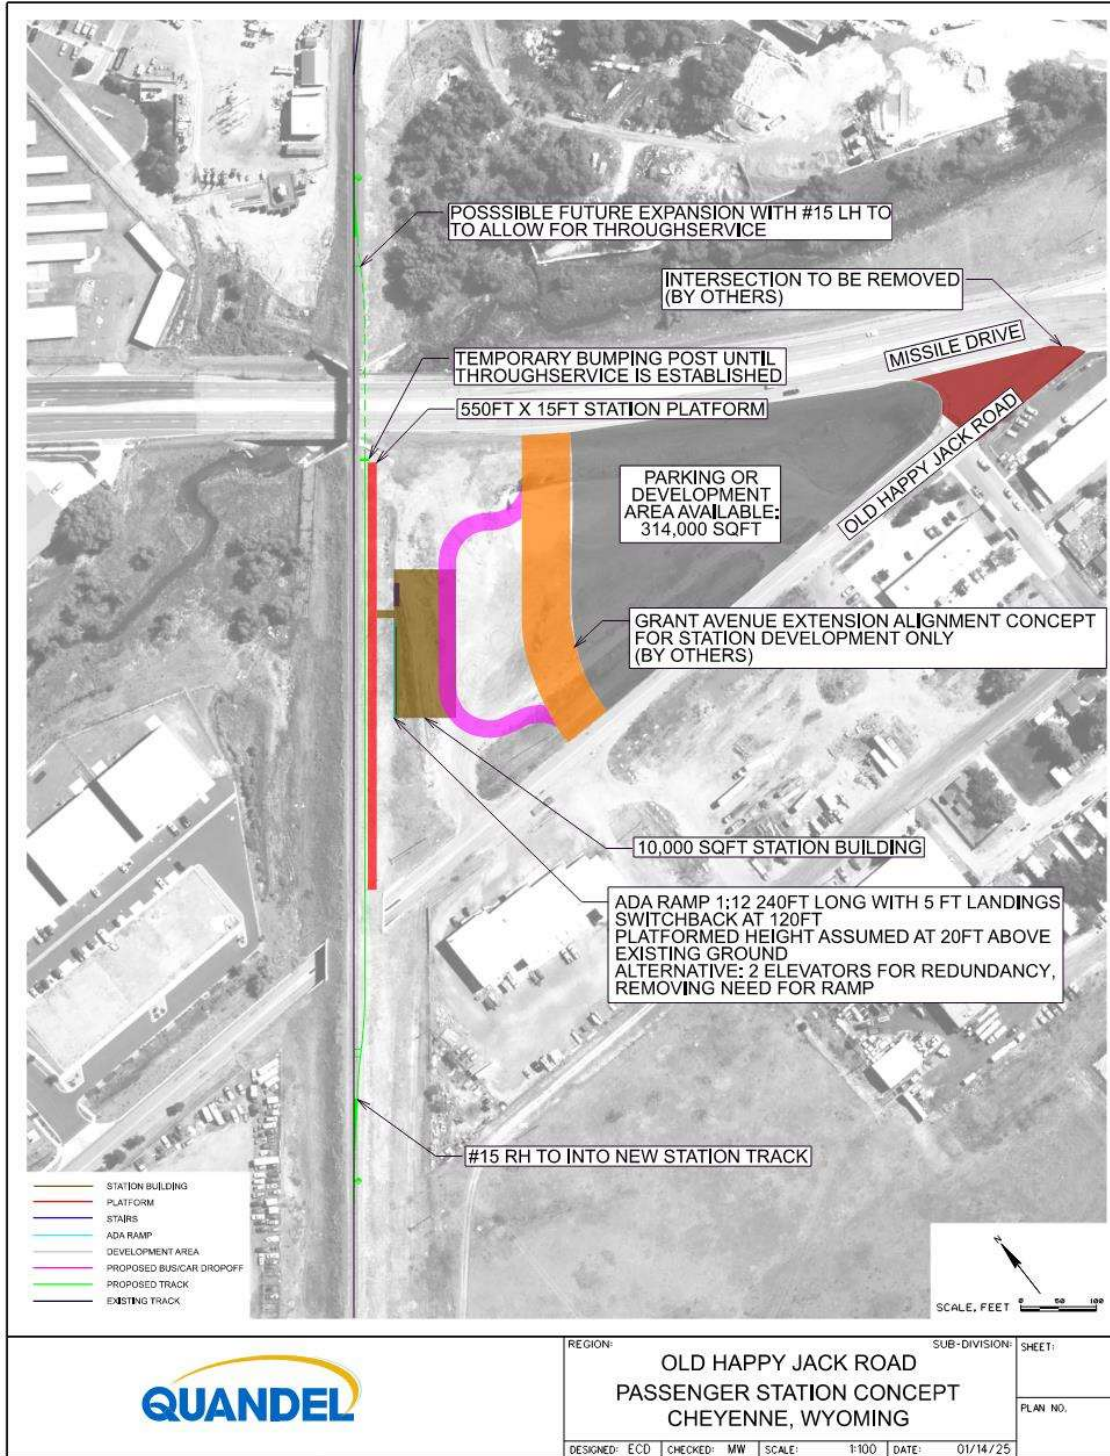 POSSSIBLE FUTURE EXPANSION WITH #15 LH TO
TO ALLOW FOR THROUGHSERVICE
INTERSECTION TO BE REMOVED
(BY OTHERS)
MISSILE DRIVE
TEMPORARY BUMPING POST UNTIL
THROUGHSERVICE IS ESTABLISHED
550FT X 15FT STATION PLATFORM
OLD HAPPY JACK ROAD
PARKING OR
DEVELOPMENT
AREA AVAILABLE:
314,000 SQFT
GRANT AVENUE EXTENSION ALIGNMENT CONCEPT
FOR STATION DEVELOPMENT ONLY
(BY OTHERS)
10,000 SQFT STATION BUILDING
ADA RAMP 1:12 240FT LONG WITH 5 FT LANDINGS
SWITCHBACK AT 120FT
PLATFORMED HEIGHT ASSUMED AT 20FT ABOVE
EXISTING GROUND
ALTERNATIVE: 2 ELEVATORS FOR REDUNDANCY,
REMOVING NEED FOR RAMP
#15 RH TO INTO NEW STATION TRACK
STATION BUILDING
PLATFORM
STAIRS
ADA RAMP
DEVELOPMENT AREA
PROPOSED BUS/CAR DROPOFF
PROPOSED TRACK
EXISTING TRACK
N
SCALE, FEET 0 50 100
QUANDEL
REGION: SUB-DIVISION: SHEET:
OLD HAPPY JACK ROAD
PASSENGER STATION CONCEPT
CHEYENNE, WYOMING
PLAN NO.
DESIGNED: ECD CHECKED: MW SCALE: 1:100 DATE: 01/14/25